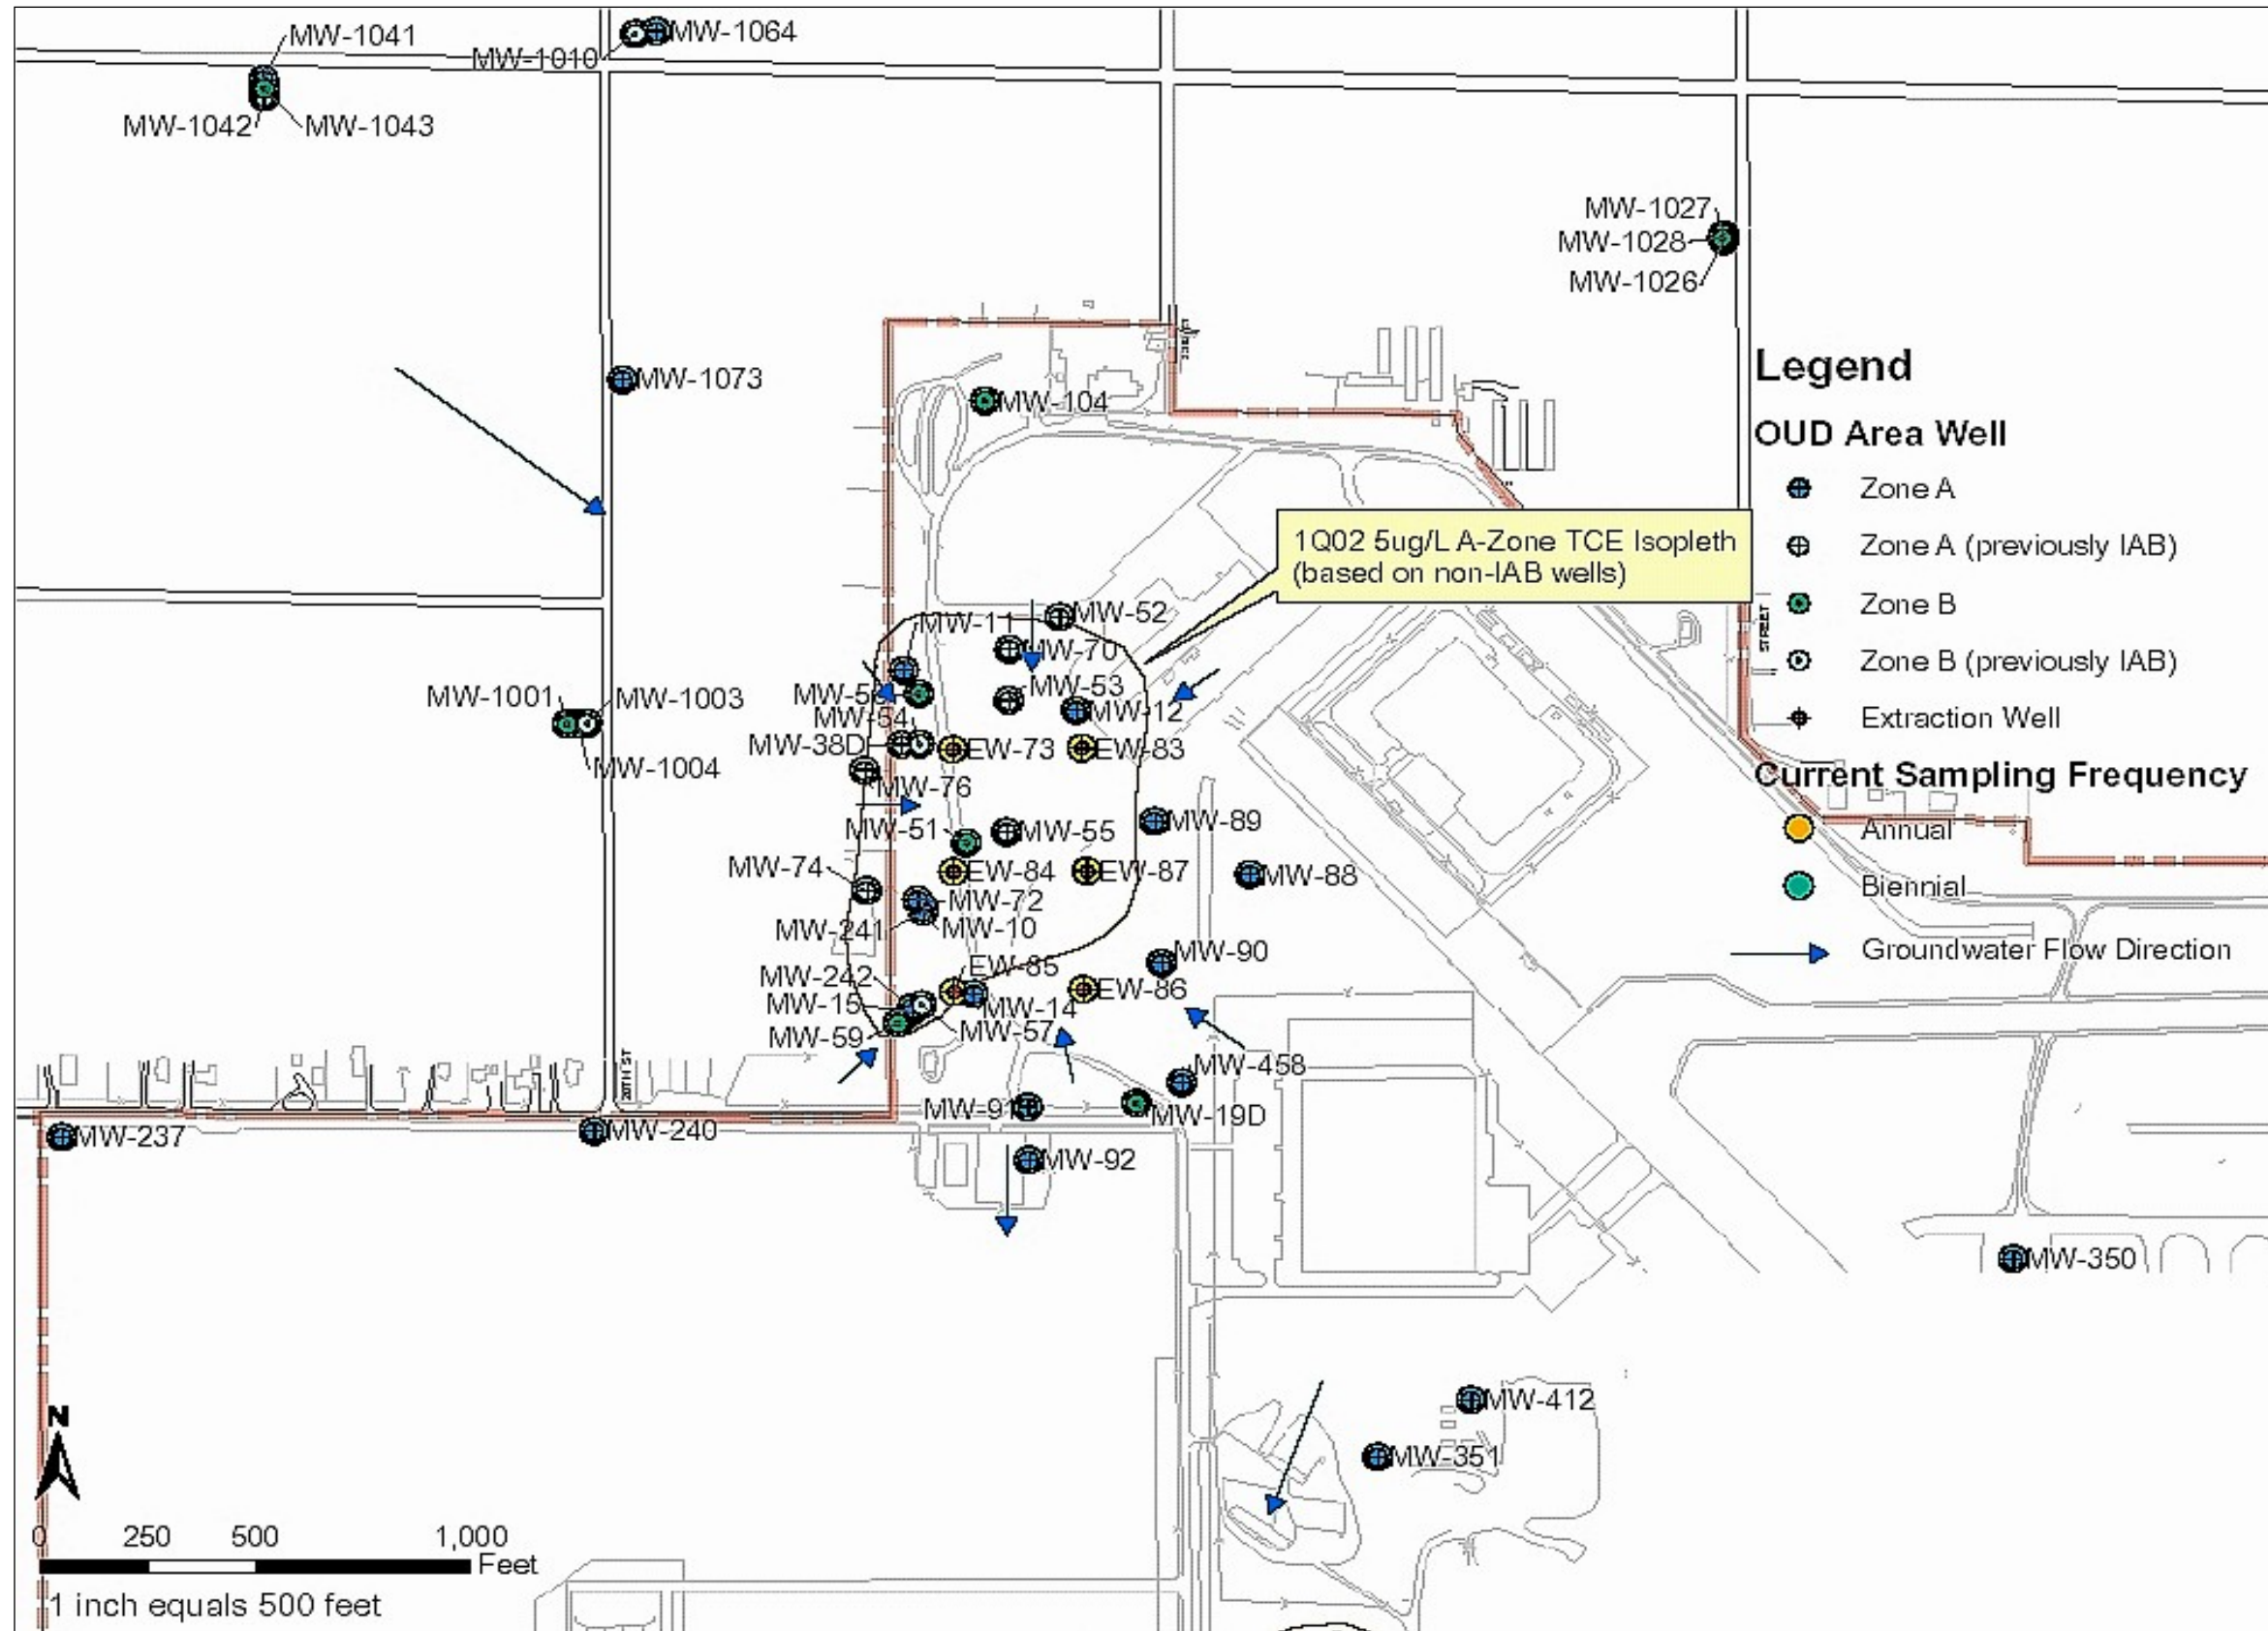 MW-1041
MW-1010
MW-1064
MW-1042
MW-1043
MW-1027
MW-1028
MW-1026
MW-1073
MW-104
Legend
OUD Area Well
Zone A
Zone A (previously IAB)
Zone B
Zone B (previously IAB)
Extraction Well
Current Sampling Frequency
Annual
Biennial
Groundwater Flow Direction
1Q02 5ug/L A-Zone TCE Isopleth
(based on non-IAB wells)
STREET
MW-11
MW-52
MW-70
MW-53
MW-12
MW-54
MW-38D
EW-73
EW-83
MW-1001
MW-1003
MW-1004
MW-76
MW-51
MW-55
MW-89
MW-74
EW-84
EW-87
MW-88
MW-72
MW-241
MW-10
MW-90
EW-85
MW-242
EW-86
MW-15
MW-14
MW-59
MW-57
MW-458
20TH ST
MW-91
MW-19D
MW-237
MW-240
MW-92
MW-350
MW-412
MW-351
N
0 250 500 1,000
Feet
1 inch equals 500 feet